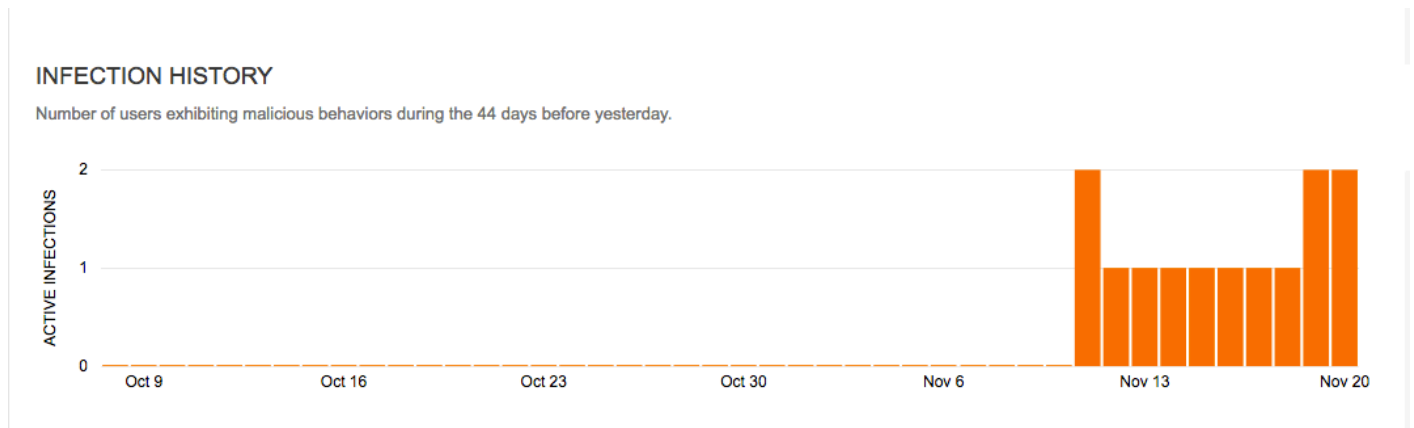 INFECTION HISTORY
Number of users exhibiting malicious behaviors during the 44 days before yesterday.
ACTIVE INFECTIONS
2
1
0
Oct 9 Oct 16 Oct 23 Oct 30 Nov 6 Nov 13 Nov 20